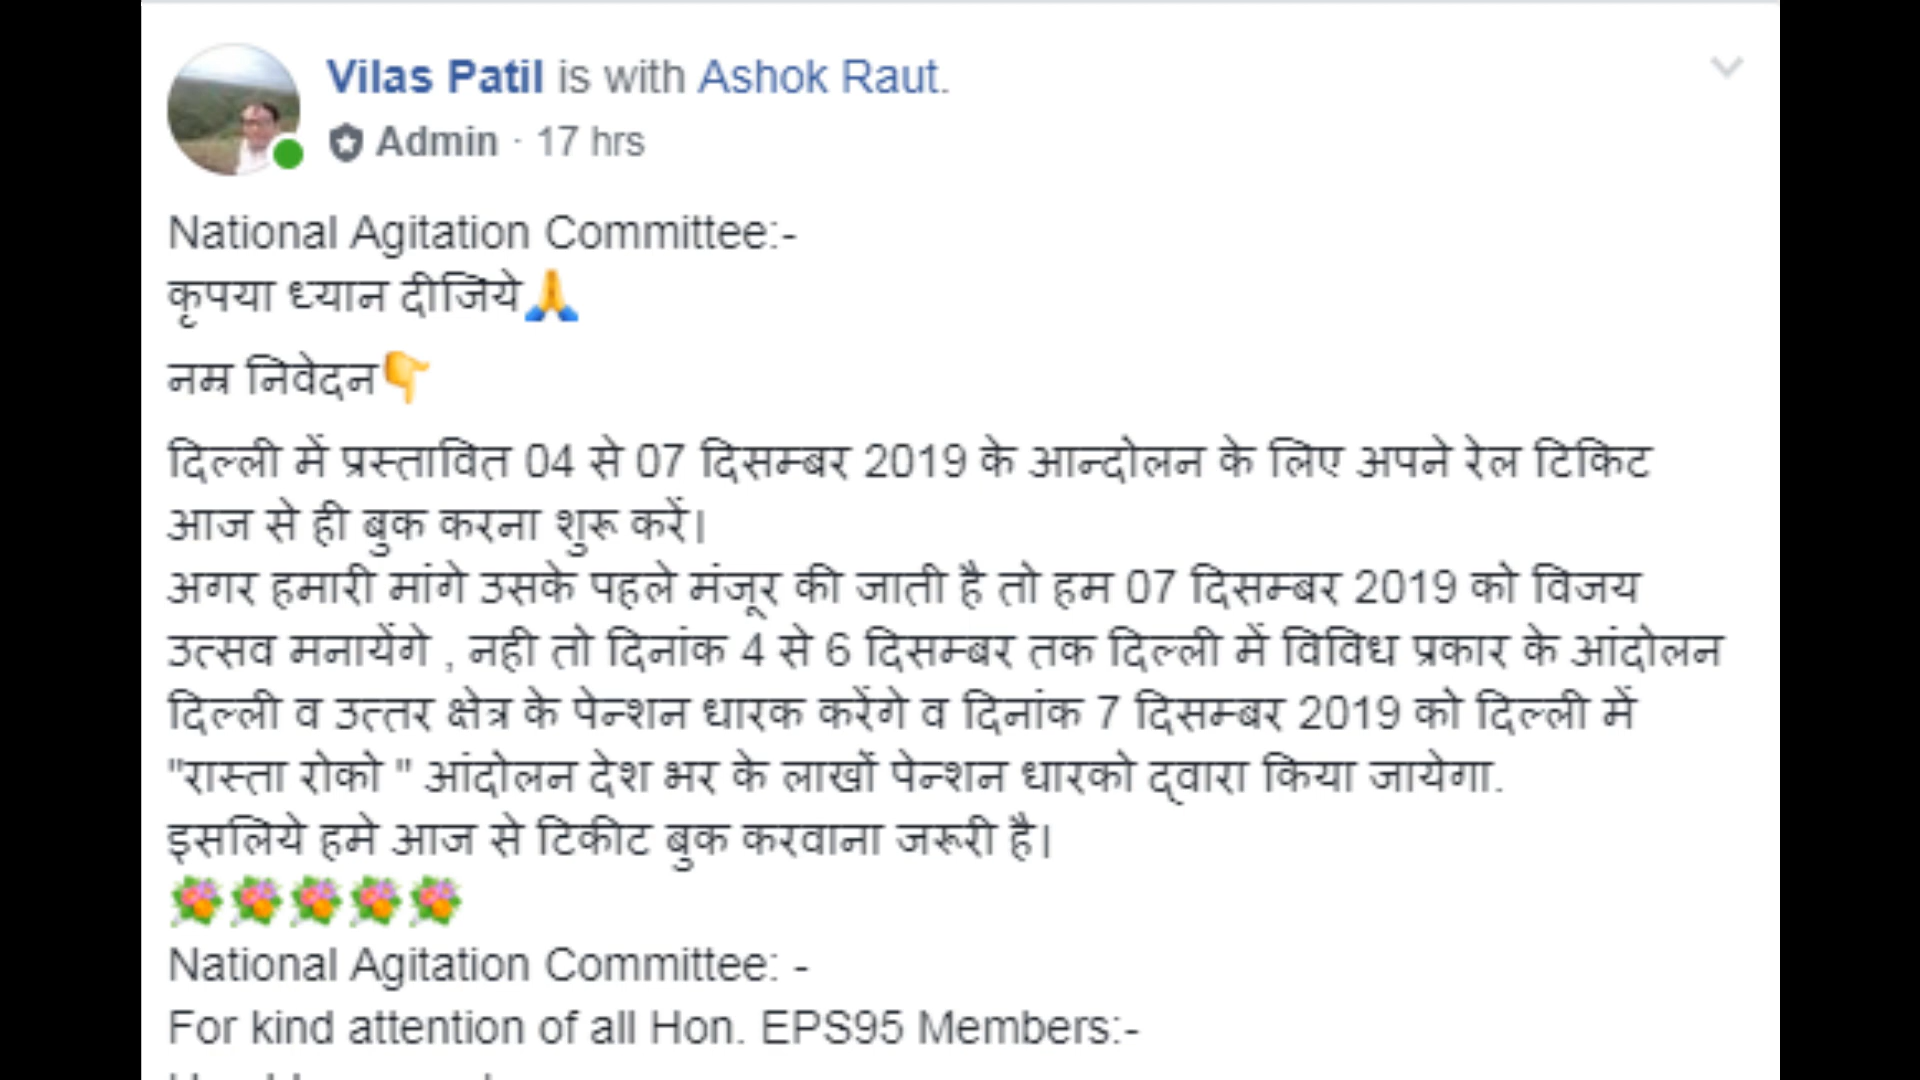 Vilas Patil is with Ashok Raut.
Admin · 17 hrs
National Agitation Committee:-
कृपया ध्यान दीजिये🙏
नम्र निवेदन👇
दिल्ली में प्रस्तावित 04 से 07 दिसम्बर 2019 के आन्दोलन के लिए अपने रेल टिकिट
आज से ही बुक करना शुरू करें।
अगर हमारी मांगे उसके पहले मंजूर की जाती है तो हम 07 दिसम्बर 2019 को विजय
उत्सव मनायेंगे , नही तो दिनांक 4 से 6 दिसम्बर तक दिल्ली में विविध प्रकार के आंदोलन
दिल्ली व उत्तर क्षेत्र के पेन्शन धारक करेंगे व दिनांक 7 दिसम्बर 2019 को दिल्ली में
"रास्ता रोको " आंदोलन देश भर के लाखों पेन्शन धारको द्वारा किया जायेगा.
इसलिये हमे आज से टिकीट बुक करवाना जरूरी है।
💐💐💐💐💐
National Agitation Committee: -
For kind attention of all Hon. EPS95 Members:-